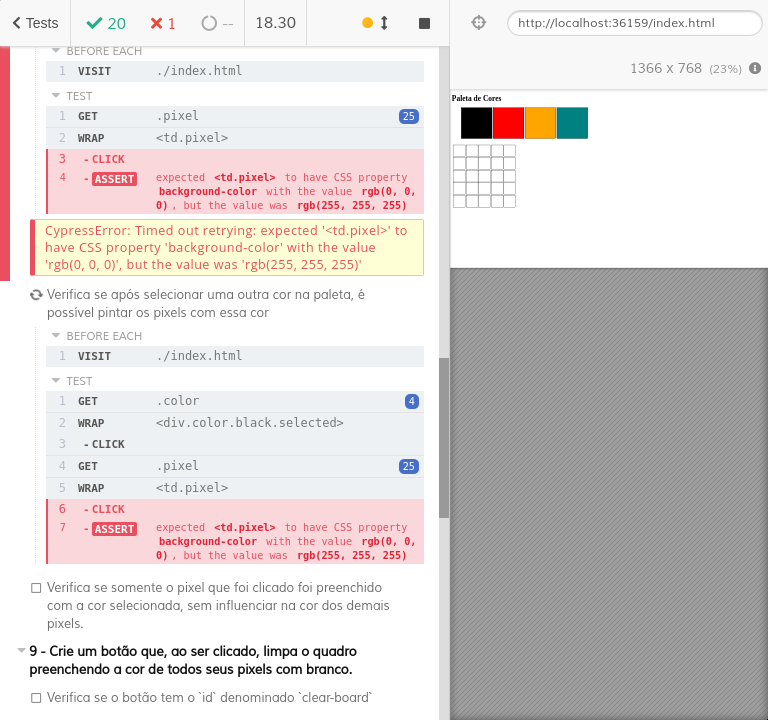 Tests
20
1
--
18.30
http://localhost:36159/index.html
1366 x 768 (23%)
BEFORE EACH
1 VISIT ./index.html
TEST
1 GET .pixel 25
2 WRAP <td.pixel>
3 - CLICK
4 - ASSERT expected <td.pixel> to have CSS property
background-color with the value rgb(0, 0,
0), but the value was rgb(255, 255, 255)
CypressError: Timed out retrying: expected '<td.pixel>' to
have CSS property 'background-color' with the value
'rgb(0, 0, 0)', but the value was 'rgb(255, 255, 255)'
Verifica se após selecionar uma outra cor na paleta, é
possível pintar os pixels com essa cor
BEFORE EACH
1 VISIT ./index.html
TEST
1 GET .color 4
2 WRAP <div.color.black.selected>
3 - CLICK
4 GET .pixel 25
5 WRAP <td.pixel>
6 - CLICK
7 - ASSERT expected <td.pixel> to have CSS property
background-color with the value rgb(0, 0,
0), but the value was rgb(255, 255, 255)
Verifica se somente o pixel que foi clicado foi preenchido
com a cor selecionada, sem influenciar na cor dos demais
pixels.
9 - Crie um botão que, ao ser clicado, limpa o quadro
preenchendo a cor de todos seus pixels com branco.
Verifica se o botão tem o `id` denominado `clear-board`
Paleta de Cores